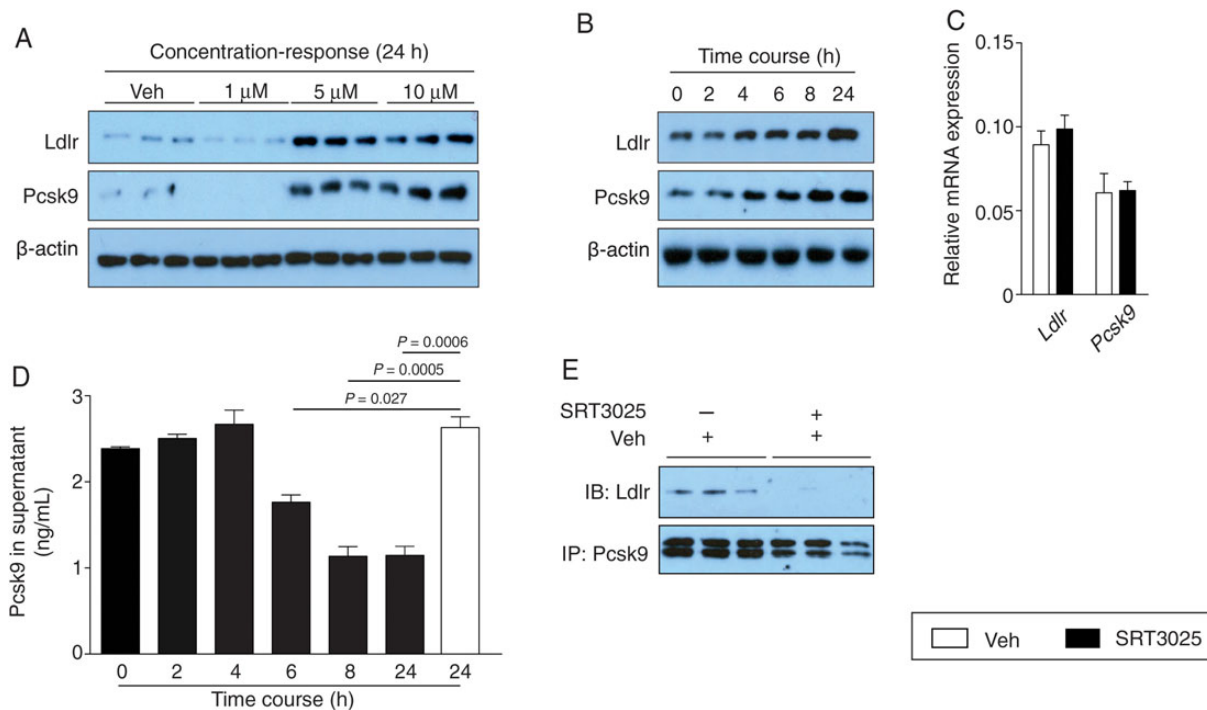 A
Concentration-response (24 h)
Veh 1 µM 5 µM 10 µM
Ldlr
Pcsk9
β-actin
B
Time course (h)
0 2 4 6 8 24
Ldlr
Pcsk9
β-actin
C
Relative mRNA expression
0.15
0.10
0.05
0
Ldlr Pcsk9
D
P = 0.0006
P = 0.0005
P = 0.027
Pcsk9 in supernatant
(ng/mL)
3
2
1
0
0 2 4 6 8 24 24
Time course (h)
E
SRT3025 – +
Veh + +
IB: Ldlr
IP: Pcsk9
Veh SRT3025